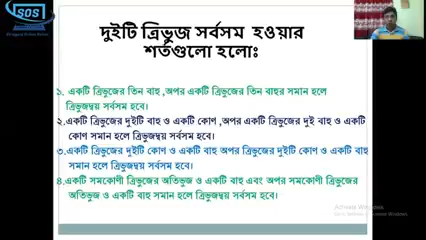 SOS
দুইটি ত্রিভুজ সর্বসম হওয়ার
শর্তগুলো হলোঃ
১. একটি ত্রিভুজের তিন বাহু ,অপর একটি ত্রিভুজের তিন বাহুর সমান হলে
ত্রিভুজদ্বয় সর্বসম হবে।
২.একটি ত্রিভুজের দুইটি বাহু ও একটি কোণ ,অপর একটি ত্রিভুজের দুই বাহু ও একটি
কোণ সমান হলে ত্রিভুজদ্বয় সর্বসম হবে।
৩.একটি ত্রিভুজের দুইটি কোণ ও একটি বাহু অপর ত্রিভুজের দুইটি কোণ ও একটি বাহু
সমান হলে ত্রিভুজদ্বয় সর্বসম হবে।
৪.একটি সমকোণী ত্রিভুজের অতিভুজ ও একটি বাহু এবং অপর সমকোণী ত্রিভুজের
অতিভুজ ও একটি বাহু সমান হলে ত্রিভুজদ্বয় সর্বসম হবে।
Activate Windows